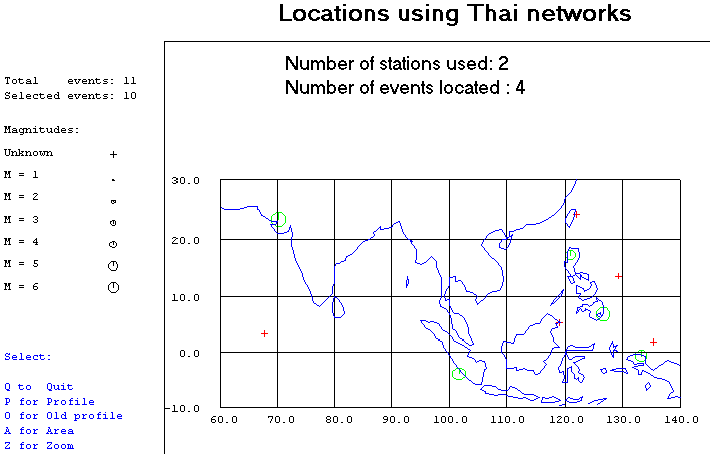 Locations using Thai networks
Number of stations used: 2
Number of events located : 4
Total events: 11
Selected events: 10
Magnitudes:
Unknown
M = 1
M = 2
M = 3
M = 4
M = 5
M = 6
Select:
Q to Quit
P for Profile
O for Old profile
A for Area
Z for Zoom
30.0
20.0
10.0
0.0
-10.0
60.0 70.0 80.0 90.0 100.0 110.0 120.0 130.0 140.0